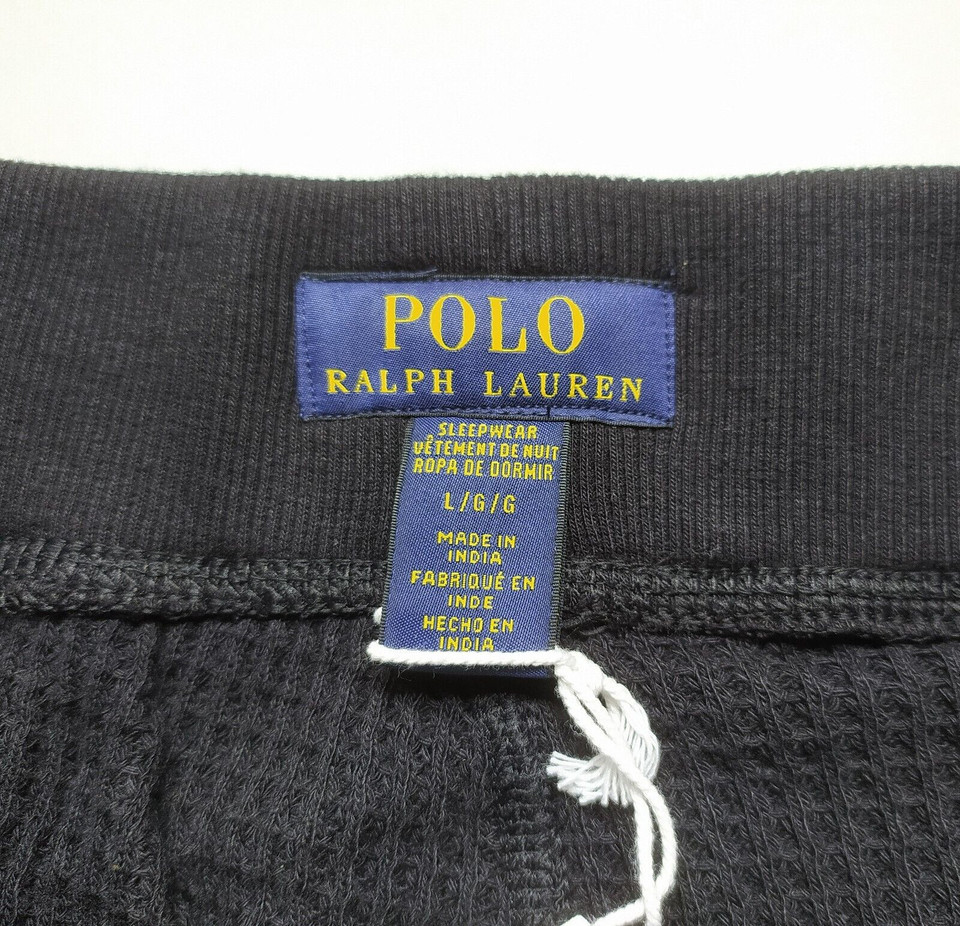 POLO
RALPH LAUREN
SLEEPWEAR
VÊTEMENT DE NUIT
ROPA DE DORMIR
L/G/G
MADE IN
INDIA
FABRIQUÉ EN
INDE
HECHO EN
INDIA